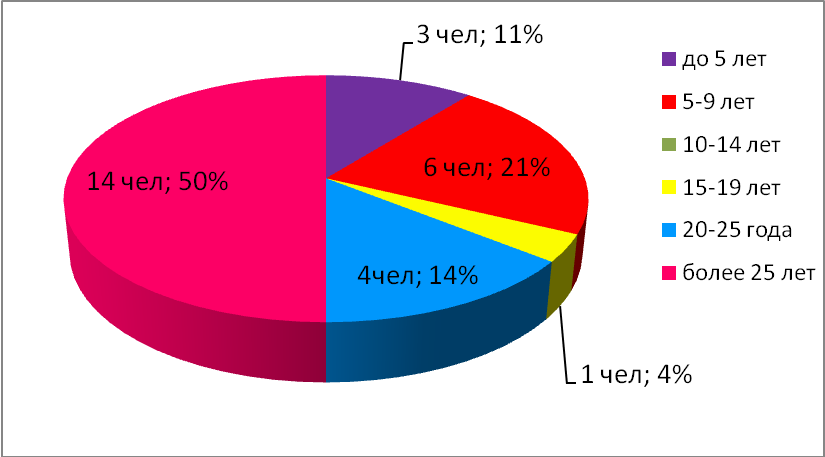 3 чел; 11%
6 чел; 21%
14 чел; 50%
4чел; 14%
1 чел; 4%
до 5 лет
5-9 лет
10-14 лет
15-19 лет
20-25 года
более 25 лет